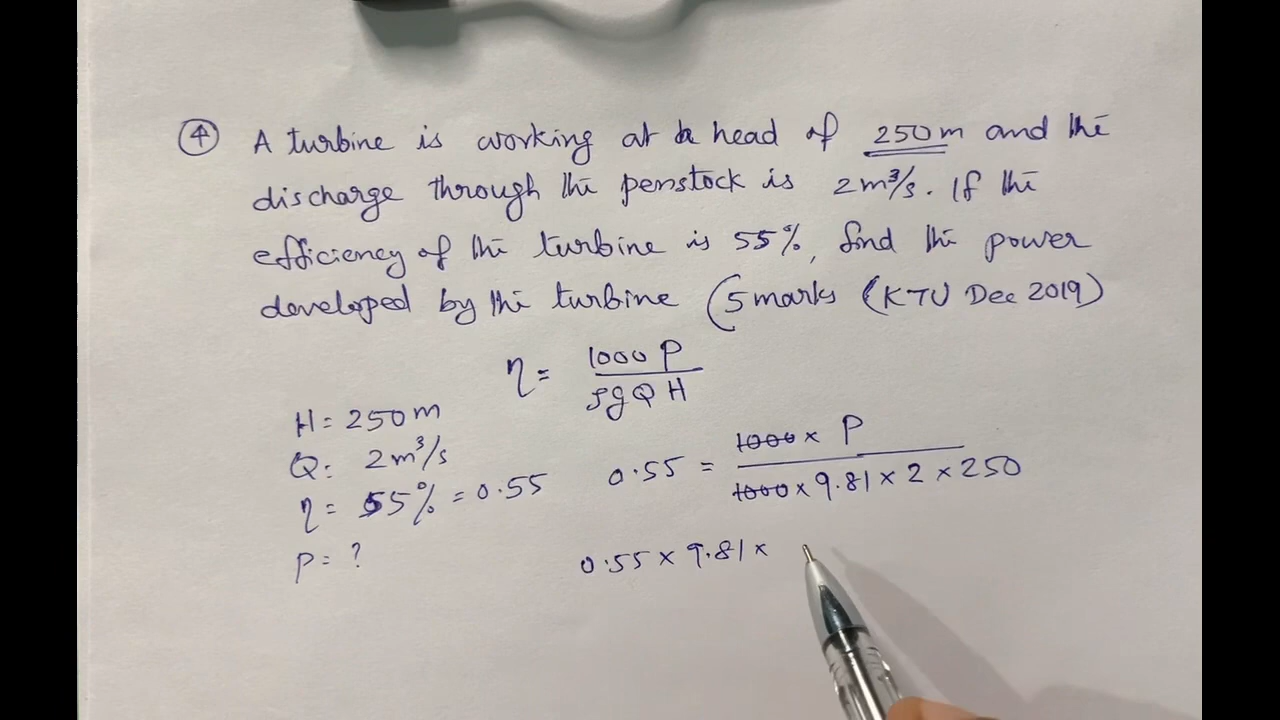 ④ A turbine is working at a head of 250m and the
discharge through the penstock is 2m³/s. If the
efficiency of the turbine is 55%, find the power
developed by the turbine (5 marks (KTU Dec 2019)
η = 1000 P / ρgQH
H = 250m
Q: 2m³/s
η = 55% = 0.55
P = ?
0.55 = 1000 × P / 1000 × 9.81 × 2 × 250
0.55 × 9.81 ×